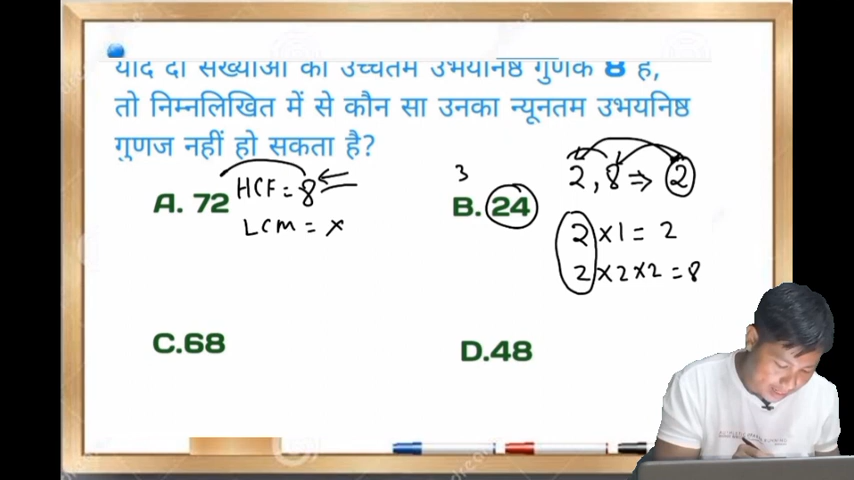 यदि दो संख्याओं का उच्चतम उभयनिष्ठ गुणक 8 है,
तो निम्नलिखित में से कौन सा उनका न्यूनतम उभयनिष्ठ
गुणज नहीं हो सकता है?
A. 72
HCF = 8
LCM = x
3
B. 24
2, 8 ⇒ 2
2 × 1 = 2
2 × 2 × 2 = 8
C.68
D.48